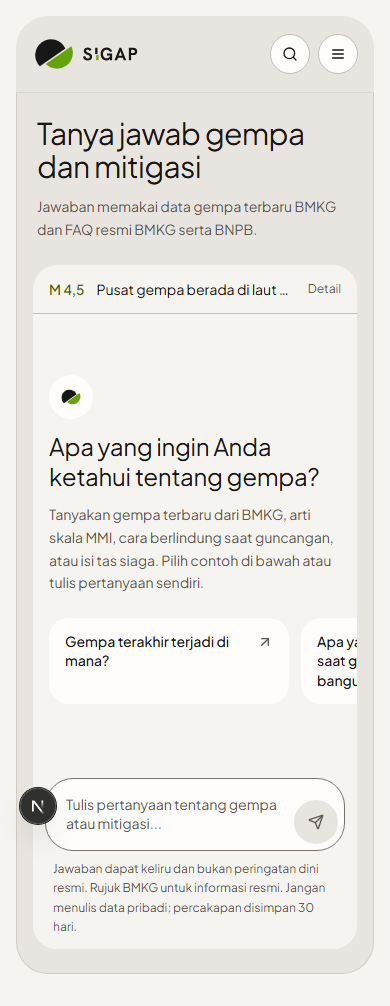 SIGAP
Tanya jawab gempa
dan mitigasi
Jawaban memakai data gempa terbaru BMKG
dan FAQ resmi BMKG serta BNPB.
M 4,5 Pusat gempa berada di laut ... Detail
Apa yang ingin Anda
ketahui tentang gempa?
Tanyakan gempa terbaru dari BMKG, arti
skala MMI, cara berlindung saat guncangan,
atau isi tas siaga. Pilih contoh di bawah atau
tulis pertanyaan sendiri.
Gempa terakhir terjadi di
mana?
Apa
saat
N
Tulis pertanyaan tentang gempa
atau mitigasi...
Jawaban dapat keliru dan bukan peringatan dini
resmi. Rujuk BMKG untuk informasi resmi. Jangan
menulis data pribadi; percakapan disimpan 30
hari.